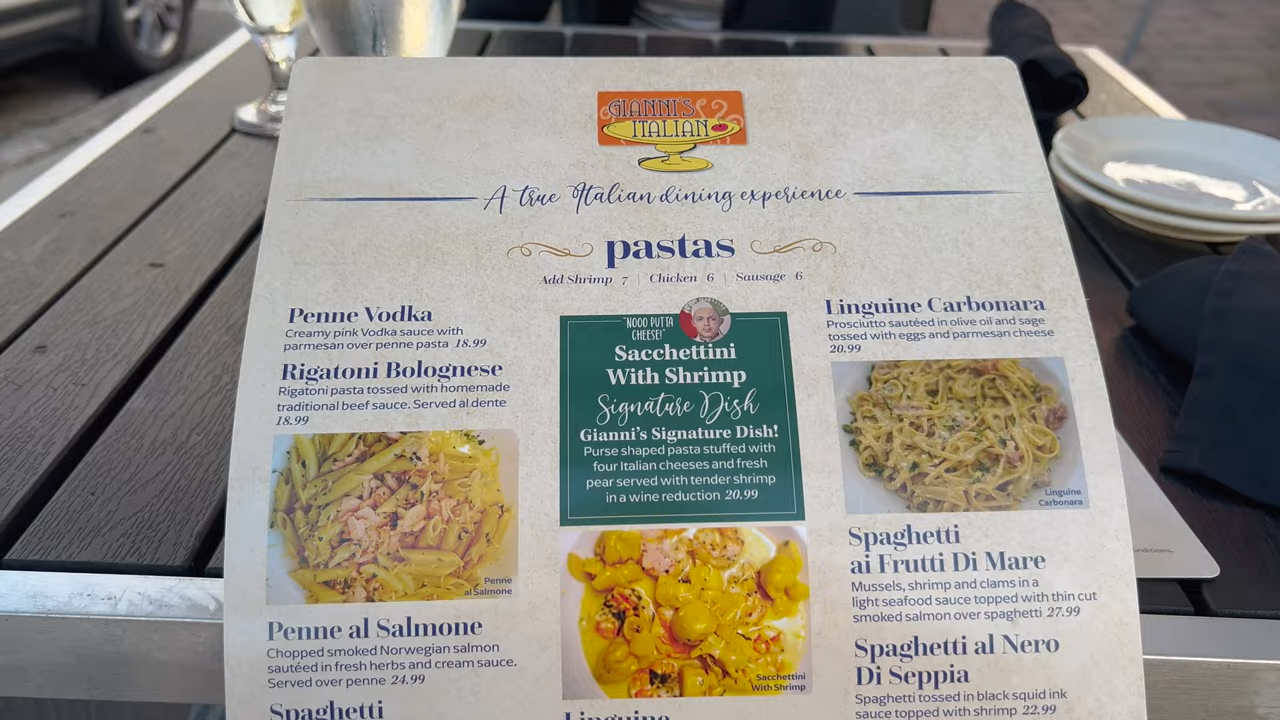 GIANNI'S
ITALIAN
A true Italian dining experience
pastas
Add Shrimp 7 | Chicken 6 | Sausage 6
Penne Vodka
Creamy pink Vodka sauce with
parmesan over penne pasta 18.99
Rigatoni Bolognese
Rigatoni pasta tossed with homemade
traditional beef sauce. Served al dente
18.99
Penne
al Salmone
Penne al Salmone
Chopped smoked Norwegian salmon
sautéed in fresh herbs and cream sauce.
Served over penne 24.99
Spaghetti
"NOOO PUTTA
CHEESE!"
Sacchettini
With Shrimp
Signature Dish
Gianni's Signature Dish!
Purse shaped pasta stuffed with
four Italian cheeses and fresh
pear served with tender shrimp
in a wine reduction 20.99
Sacchettini
With Shrimp
Linguine
Linguine Carbonara
Prosciutto sautéed in olive oil and sage
tossed with eggs and parmesan cheese
20.99
Linguine
Carbonara
Spaghetti
ai Frutti Di Mare
Mussels, shrimp and clams in a
light seafood sauce topped with thin cut
smoked salmon over spaghetti 27.99
Spaghetti al Nero
Di Seppia
Spaghetti tossed in black squid ink
sauce topped with shrimp 22.99